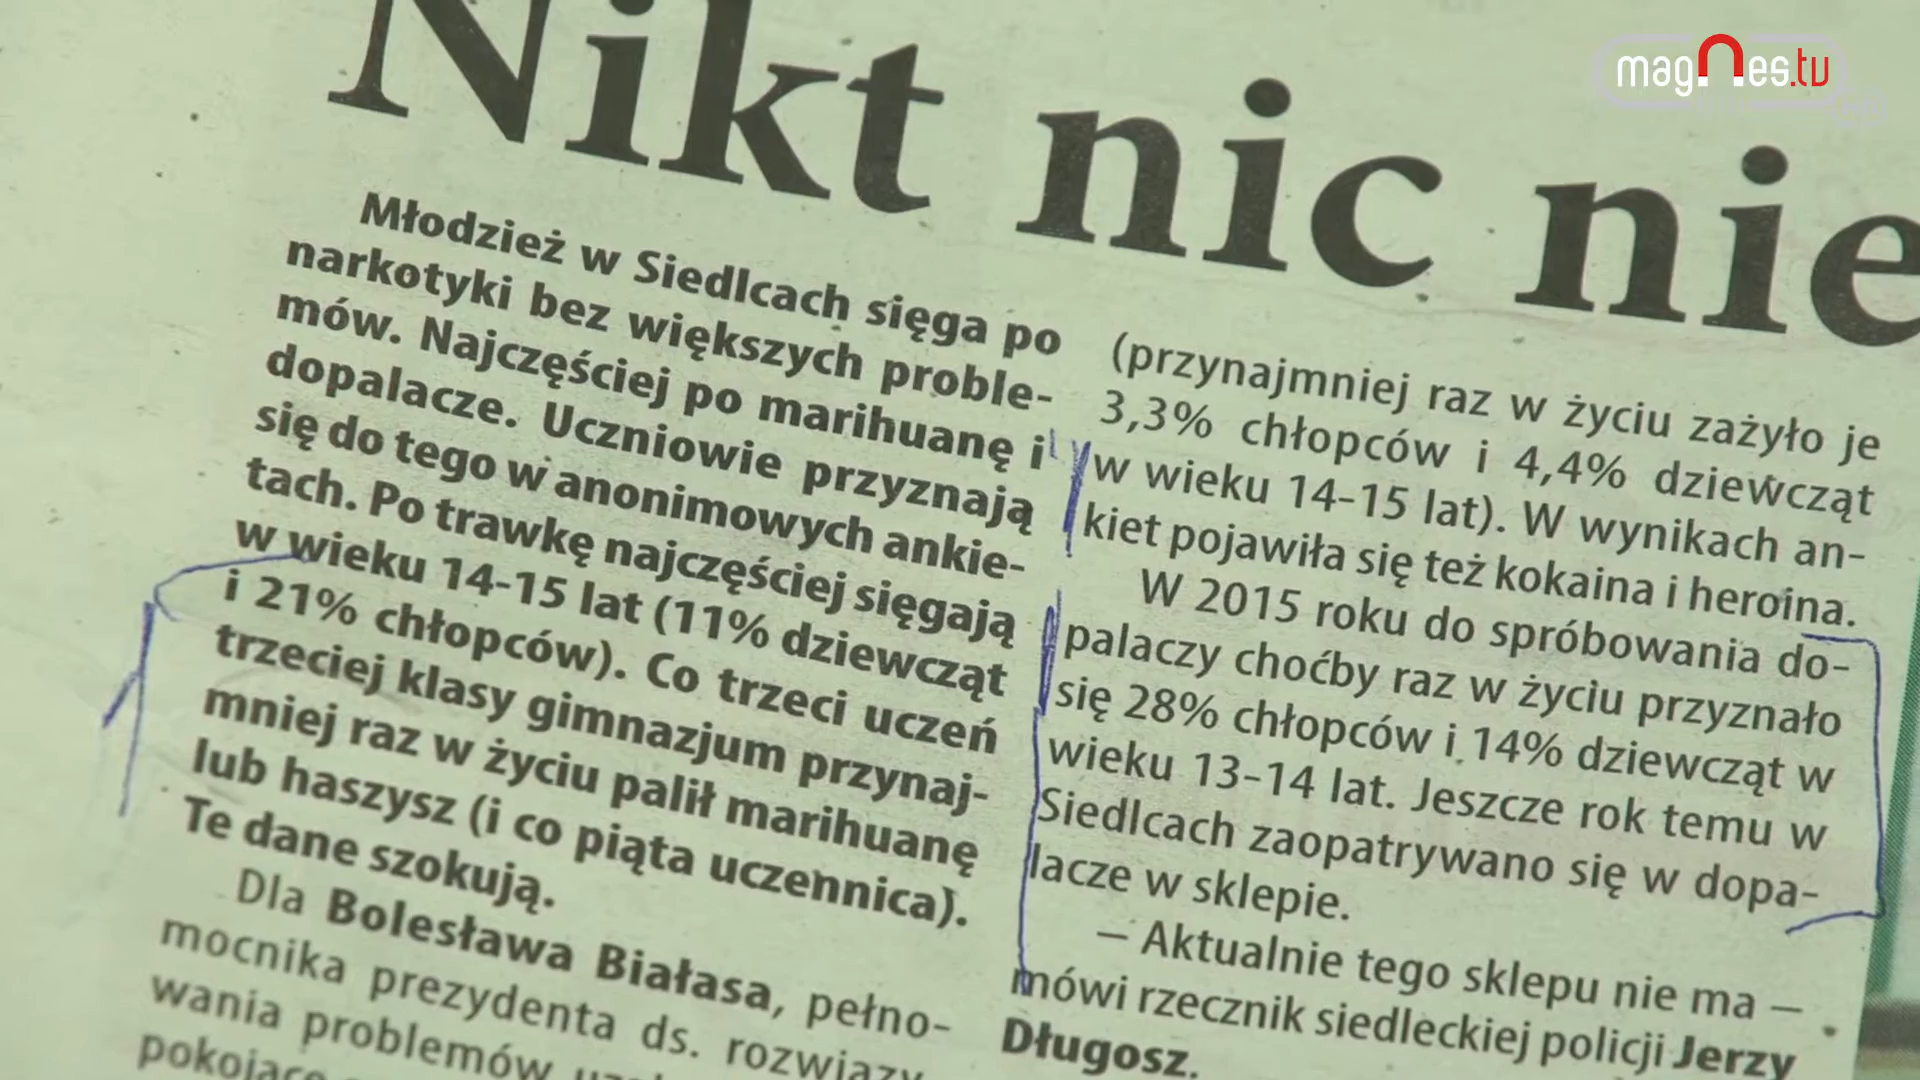 magnes.tv
Nikt nic nie
Młodzież w Siedlcach sięga po
narkotyki bez większych proble-
mów. Najczęściej po marihuanę i
dopalacze. Uczniowie przyznają
się do tego w anonimowych ankie-
tach. Po trawkę najczęściej sięgają
w wieku 14-15 lat (11% dziewcząt
i 21% chłopców). Co trzeci uczeń
trzeciej klasy gimnazjum przynaj-
mniej raz w życiu palił marihuanę
lub haszysz (i co piąta uczennica).
Te dane szokują.
Dla Bolesława Białasa, pełno-
mocnika prezydenta ds. rozwiązy
wania problemów
(przynajmniej raz w życiu zażyło je
3,3% chłopców i 4,4% dziewcząt
w wieku 14-15 lat). W wynikach an-
kiet pojawiła się też kokaina i heroina.
W 2015 roku do spróbowania do-
palaczy choćby raz w życiu przyznało
się 28% chłopców i 14% dziewcząt w
wieku 13-14 lat. Jeszcze rok temu w
Siedlcach zaopatrywano się w dopa-
lacze w sklepie.
– Aktualnie tego sklepu nie ma –
mówi rzecznik siedleckiej policji Jerzy
Długosz.